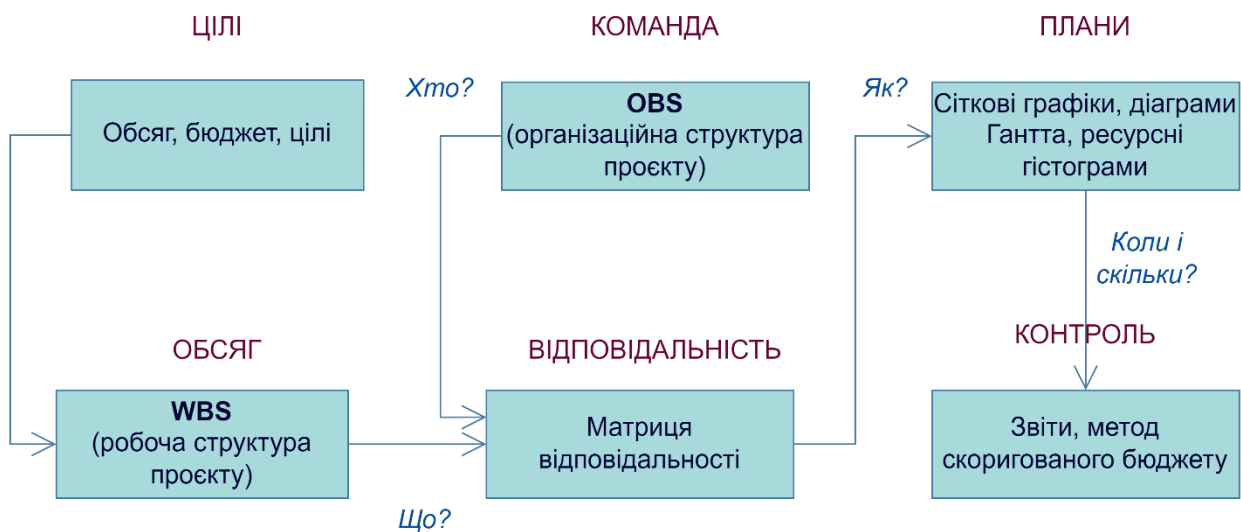 ЦІЛІ
КОМАНДА
ПЛАНИ
Обсяг, бюджет, цілі
Хто?
OBS
(організаційна структура
проєкту)
Як?
Сіткові графіки, діаграми
Гантта, ресурсні
гістограми
Коли і
скільки?
ОБСЯГ
ВІДПОВІДАЛЬНІСТЬ
КОНТРОЛЬ
WBS
(робоча структура
проєкту)
Що?
Матриця
відповідальності
Звіти, метод
скоригованого бюджету